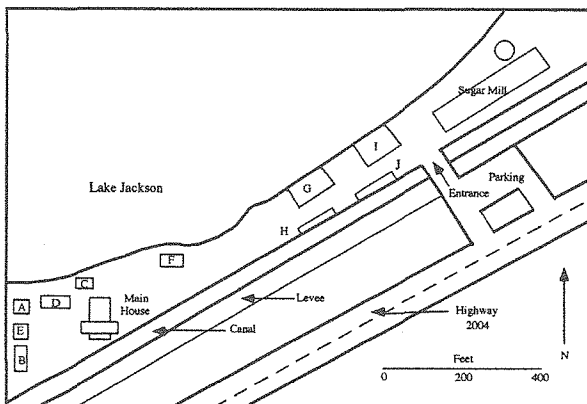 Sugar Mill
I
J
Lake Jackson
G
Parking
Entrance
H
F
C
A
D
Main
House
Levee
E
Canal
Highway
2004
B
Feet
N
0
200
400